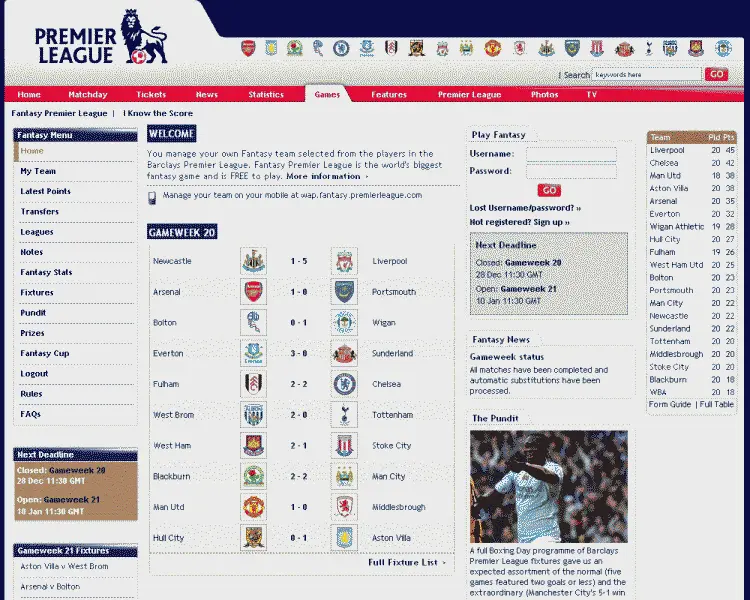 PREMIER
LEAGUE
Search keywords here GO
Home Matchday Tickets News Statistics Games Features Premier League Photos TV
Fantasy Premier League | I Know the Score
Fantasy Menu
Home
My Team
Latest Points
Transfers
Leagues
Notes
Fantasy Stats
Fixtures
Pundit
Prizes
Fantasy Cup
Logout
Rules
FAQs
Next Deadline
Closed: Gameweek 20
28 Dec 11:30 GMT
Open: Gameweek 21
10 Jan 11:30 GMT
Gameweek 21 Fixtures
Aston Villa v West Brom
Arsenal v Bolton
WELCOME
You manage your own Fantasy team selected from the players in the
Barclays Premier League. Fantasy Premier League is the world's biggest
fantasy game and is FREE to play. More information ›
Manage your team on your mobile at wap.fantasy.premierleague.com
GAMEWEEK 20
Newcastle 1 - 5 Liverpool
Arsenal 1 - 0 Portsmouth
Bolton 0 - 1 Wigan
Everton 3 - 0 Sunderland
Fulham 2 - 2 Chelsea
West Brom 2 - 0 Tottenham
West Ham 2 - 1 Stoke City
Blackburn 2 - 2 Man City
Man Utd 1 - 0 Middlesbrough
Hull City 0 - 1 Aston Villa
Full Fixture List ›
Play Fantasy
Username:
Password:
GO
Lost Username/password? »
Not registered? Sign up »
Next Deadline
Closed: Gameweek 20
28 Dec 11:30 GMT
Open: Gameweek 21
10 Jan 11:30 GMT
Fantasy News
Gameweek status
All matches have been completed and
automatic substitutions have been
processed.
The Pundit
A full Boxing Day programme of Barclays
Premier League fixtures gave us an
expected assortment of the normal (five
games featured two goals or less) and the
extraordinary (Manchester City's 5-1 win
Team Pld Pts
Liverpool 20 45
Chelsea 20 42
Man Utd 18 38
Aston Villa 20 38
Arsenal 20 35
Everton 20 32
Wigan Athletic 19 28
Hull City 20 27
Fulham 19 26
West Ham Utd 20 25
Bolton 20 23
Portsmouth 20 23
Man City 20 22
Newcastle 20 22
Sunderland 20 22
Tottenham 20 20
Middlesbrough 20 20
Stoke City 20 20
Blackburn 20 18
WBA 20 18
Form Guide | Full Table